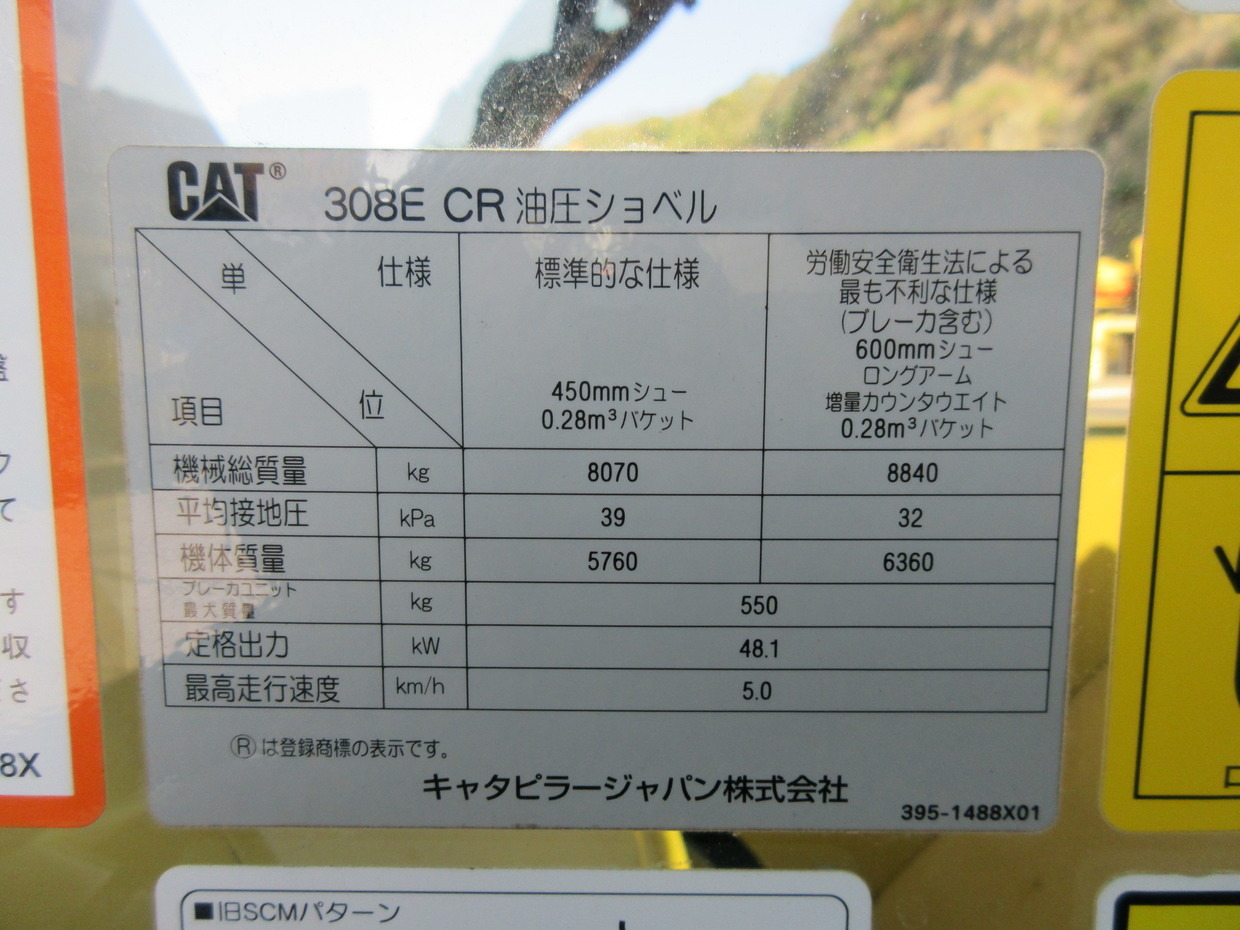 CAT®
308E CR 油圧ショベル
単位
仕様
項目
標準的な仕様
450mmシュー
0.28m³バケット
労働安全衛生法による
最も不利な仕様
(ブレーカ含む)
600mmシュー
ロングアーム
増量カウンタウエイト
0.28m³バケット
機械総質量 kg 8070 8840
平均接地圧 kPa 39 32
機体質量 kg 5760 6360
ブレーカユニット
最大質量 kg 550
定格出力 kW 48.1
最高走行速度 km/h 5.0
Ⓡは登録商標の表示です。
キャタピラージャパン株式会社
395-1488X01
■旧SCMパターン
ク
て
す
収
さ
8X